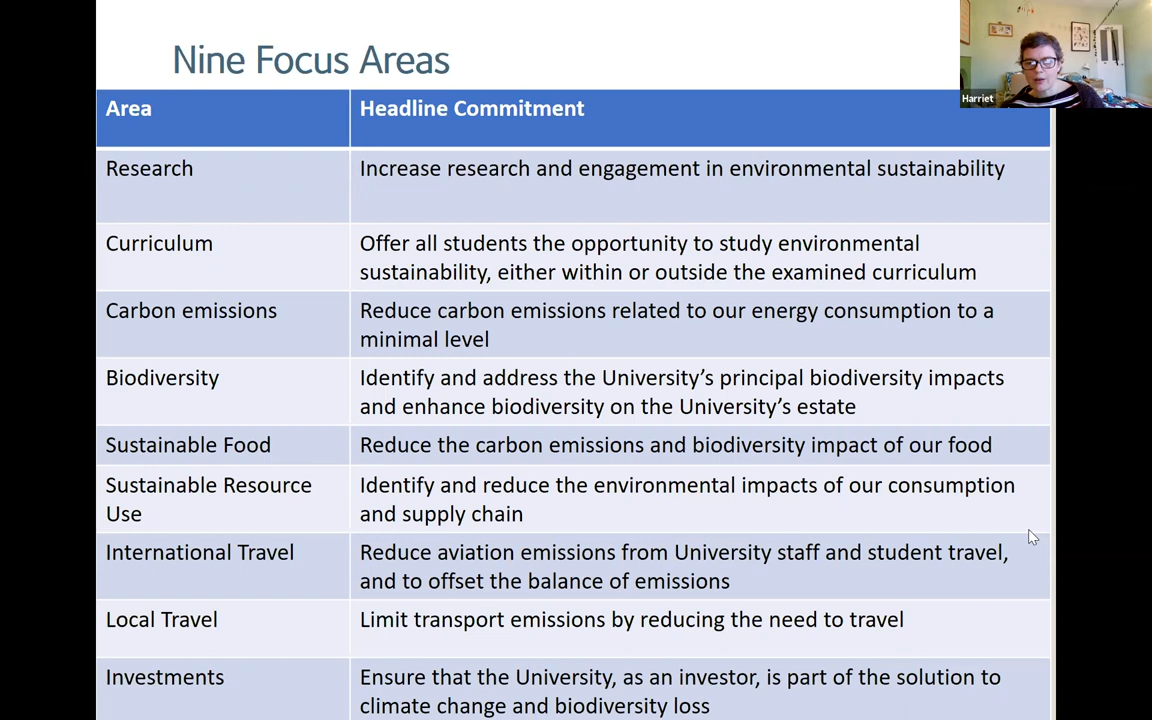 Nine Focus Areas
Harriet
Area
Headline Commitment
Research
Increase research and engagement in environmental sustainability
Curriculum
Offer all students the opportunity to study environmental
sustainability, either within or outside the examined curriculum
Carbon emissions
Reduce carbon emissions related to our energy consumption to a
minimal level
Biodiversity
Identify and address the University’s principal biodiversity impacts
and enhance biodiversity on the University’s estate
Sustainable Food
Reduce the carbon emissions and biodiversity impact of our food
Sustainable Resource
Use
Identify and reduce the environmental impacts of our consumption
and supply chain
International Travel
Reduce aviation emissions from University staff and student travel,
and to offset the balance of emissions
Local Travel
Limit transport emissions by reducing the need to travel
Investments
Ensure that the University, as an investor, is part of the solution to
climate change and biodiversity loss